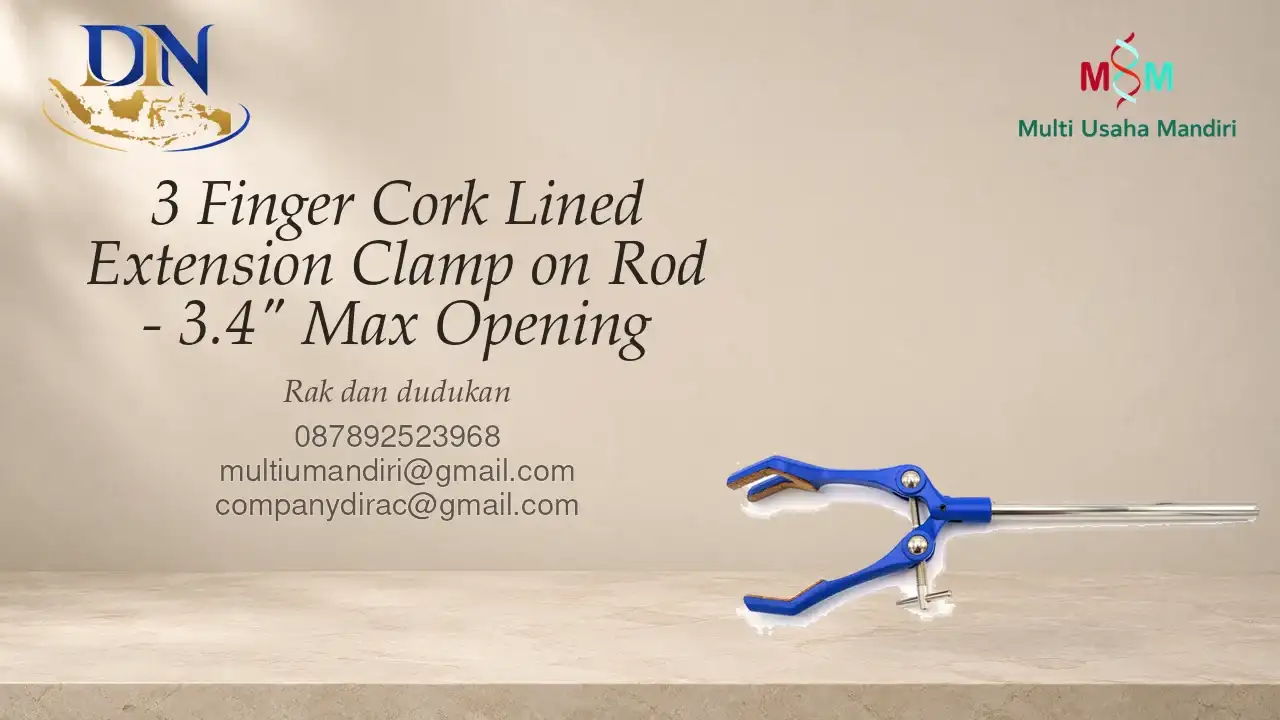 DN
MSM
Multi Usaha Mandiri
3 Finger Cork Lined
Extension Clamp on Rod
- 3.4" Max Opening
Rak dan dudukan
087892523968
multiumandiri@gmail.com
companydirac@gmail.com